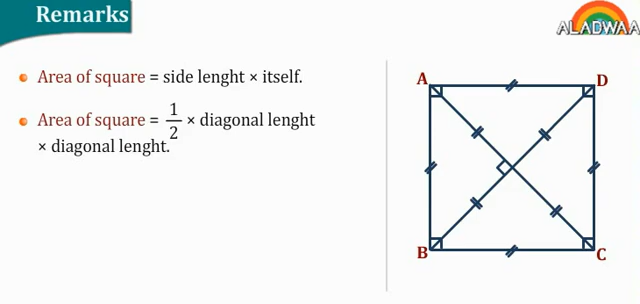 Remarks
ALADWAA
Area of square = side lenght × itself.
Area of square = 1/2 × diagonal lenght
× diagonal lenght.
A
D
B
C